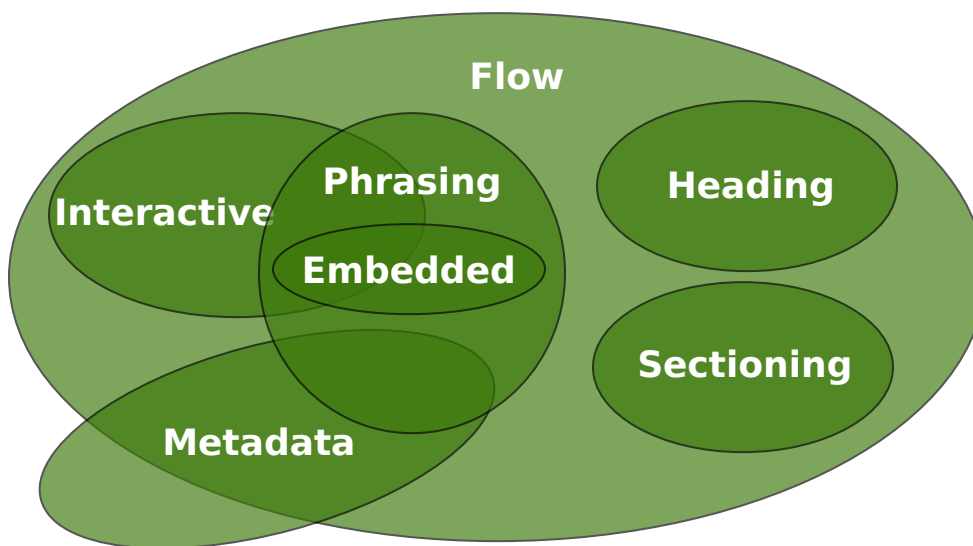 Flow
Phrasing
Heading
Interactive
Embedded
Sectioning
Metadata